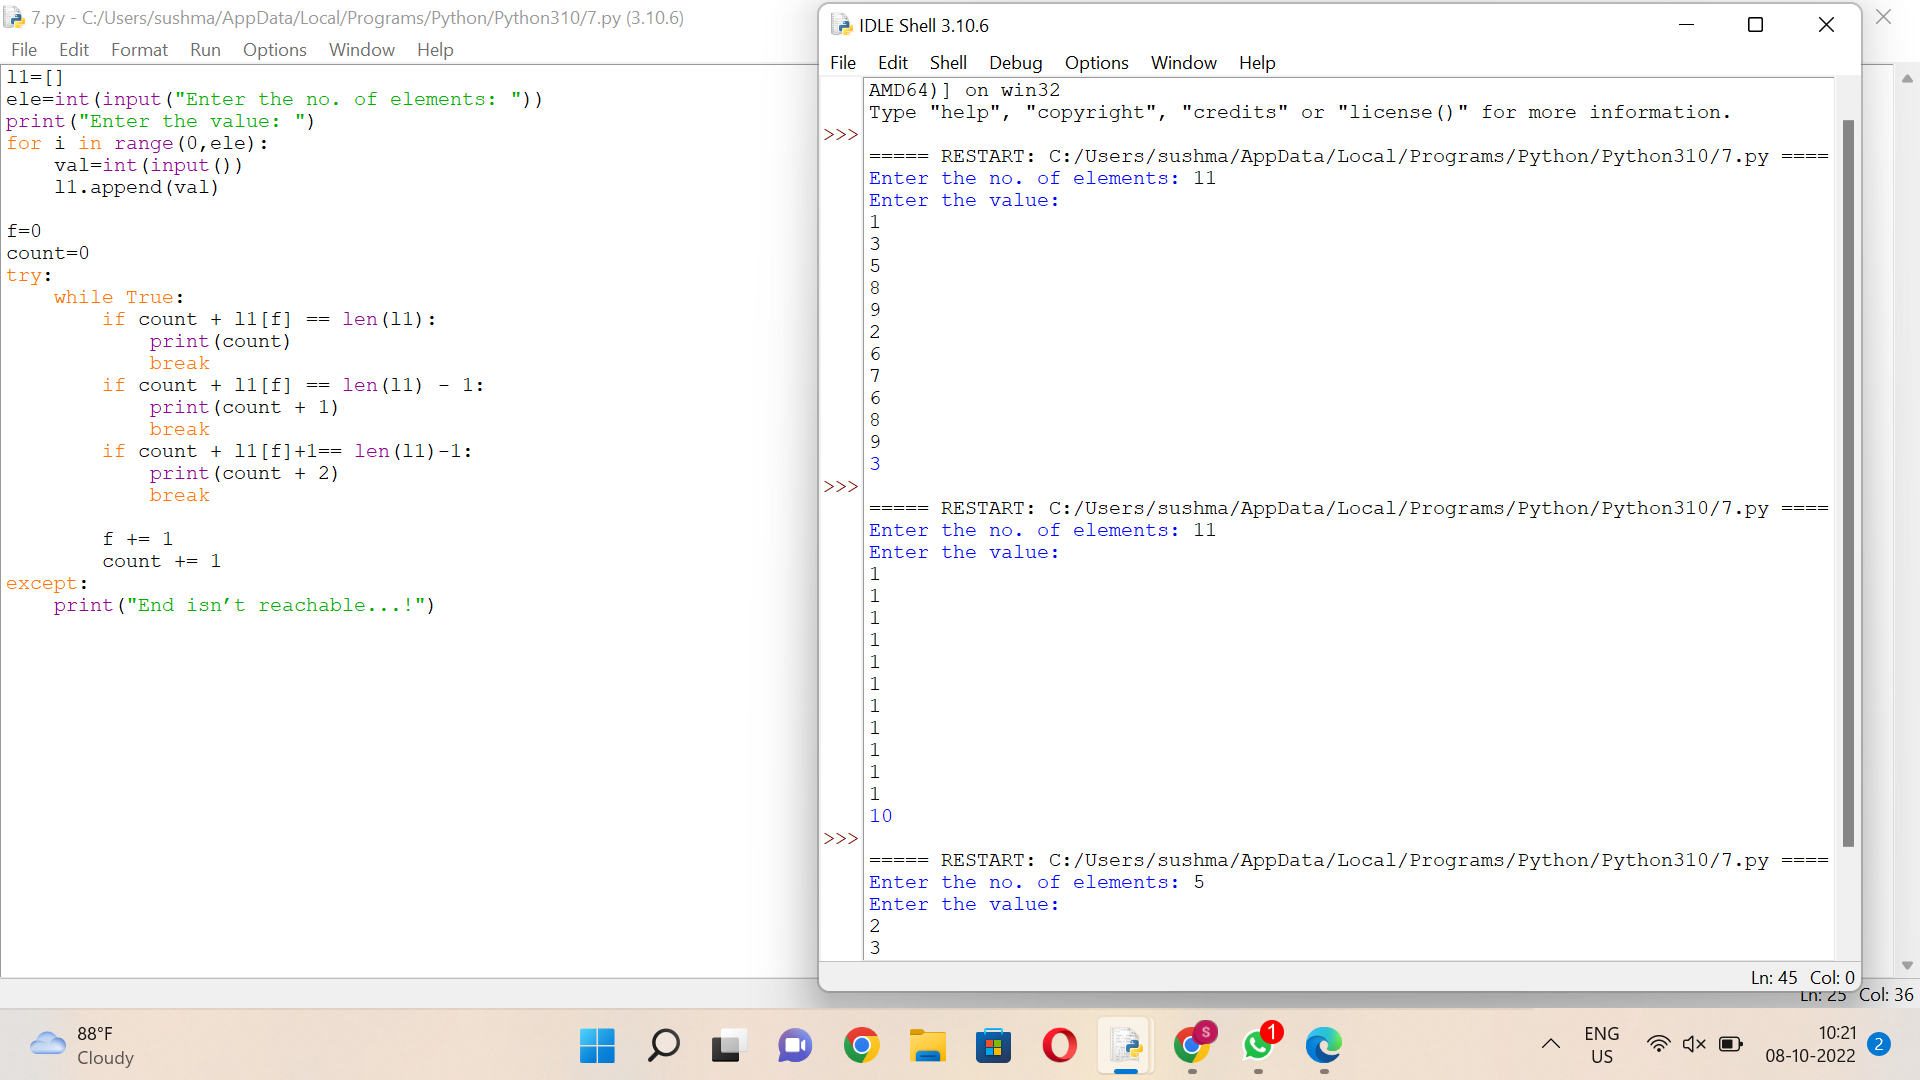 7.py - C:/Users/sushma/AppData/Local/Programs/Python/Python310/7.py (3.10.6)
File Edit Format Run Options Window Help
l1=[]
ele=int(input("Enter the no. of elements: "))
print("Enter the value: ")
for i in range(0,ele):
    val=int(input())
    l1.append(val)
f=0
count=0
try:
    while True:
        if count + l1[f] == len(l1):
            print(count)
            break
        if count + l1[f] == len(l1) - 1:
            print(count + 1)
            break
        if count + l1[f]+1== len(l1)-1:
            print(count + 2)
            break
        f += 1
        count += 1
except:
    print("End isn’t reachable...!")
IDLE Shell 3.10.6
File Edit Shell Debug Options Window Help
AMD64)] on win32
Type "help", "copyright", "credits" or "license()" for more information.
>>>
===== RESTART: C:/Users/sushma/AppData/Local/Programs/Python/Python310/7.py ====
Enter the no. of elements: 11
Enter the value:
1
3
5
8
9
2
6
7
6
8
9
3
>>>
===== RESTART: C:/Users/sushma/AppData/Local/Programs/Python/Python310/7.py ====
Enter the no. of elements: 11
Enter the value:
1
1
1
1
1
1
1
1
1
1
1
10
>>>
===== RESTART: C:/Users/sushma/AppData/Local/Programs/Python/Python310/7.py ====
Enter the no. of elements: 5
Enter the value:
2
3
Ln: 45 Col: 0
Ln: 25 Col: 36
88°F
Cloudy
S
1
ENG
US
10:21
08-10-2022
2